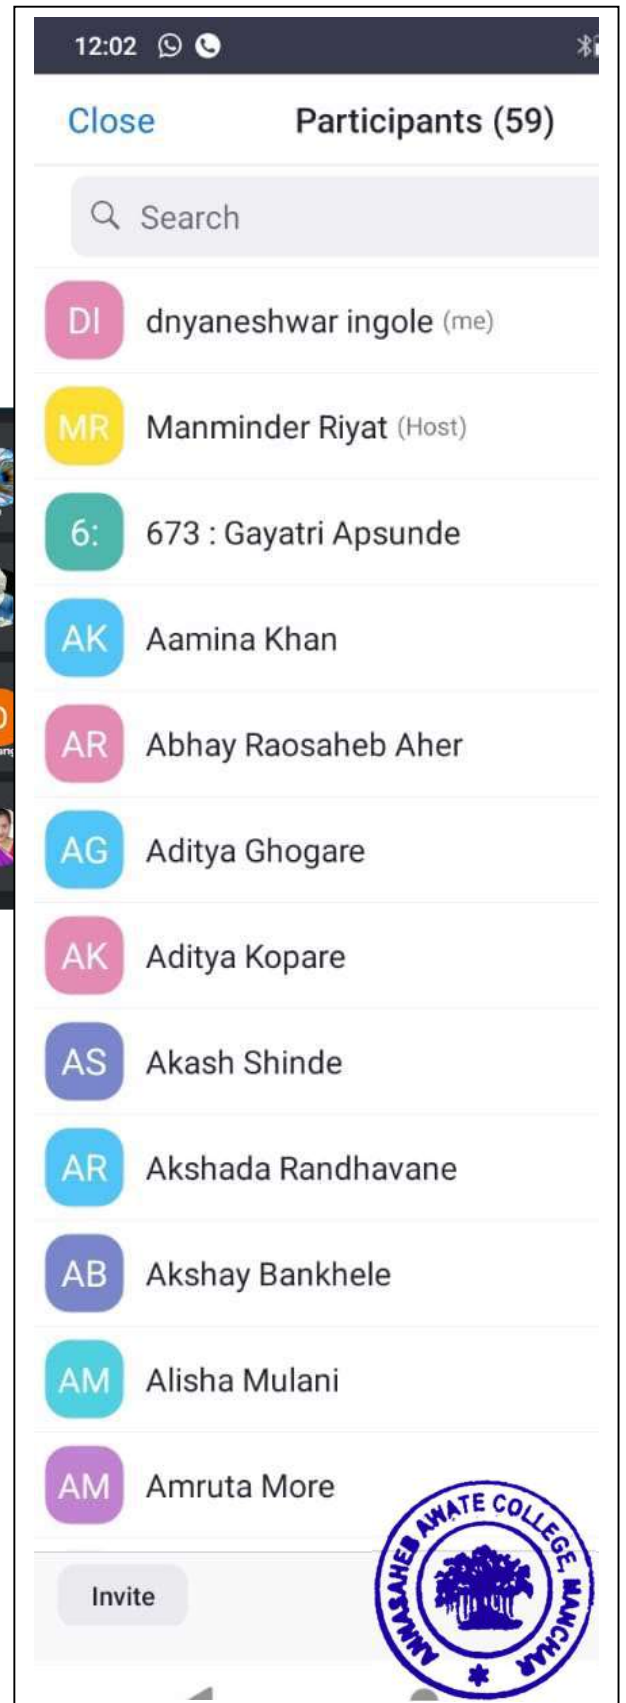 12:02
Close Participants (59)
Search
DI dnyaneshwar ingole (me)
MR Manminder Riyat (Host)
6: 673 : Gayatri Apsunde
AK Aamina Khan
AR Abhay Raosaheb Aher
AG Aditya Ghogare
AK Aditya Kopare
AS Akash Shinde
AR Akshada Randhavane
AB Akshay Bankhele
AM Alisha Mulani
AM Amruta More
Invite
ANNASAHEB AWATE COLLEGE, MANCHAR